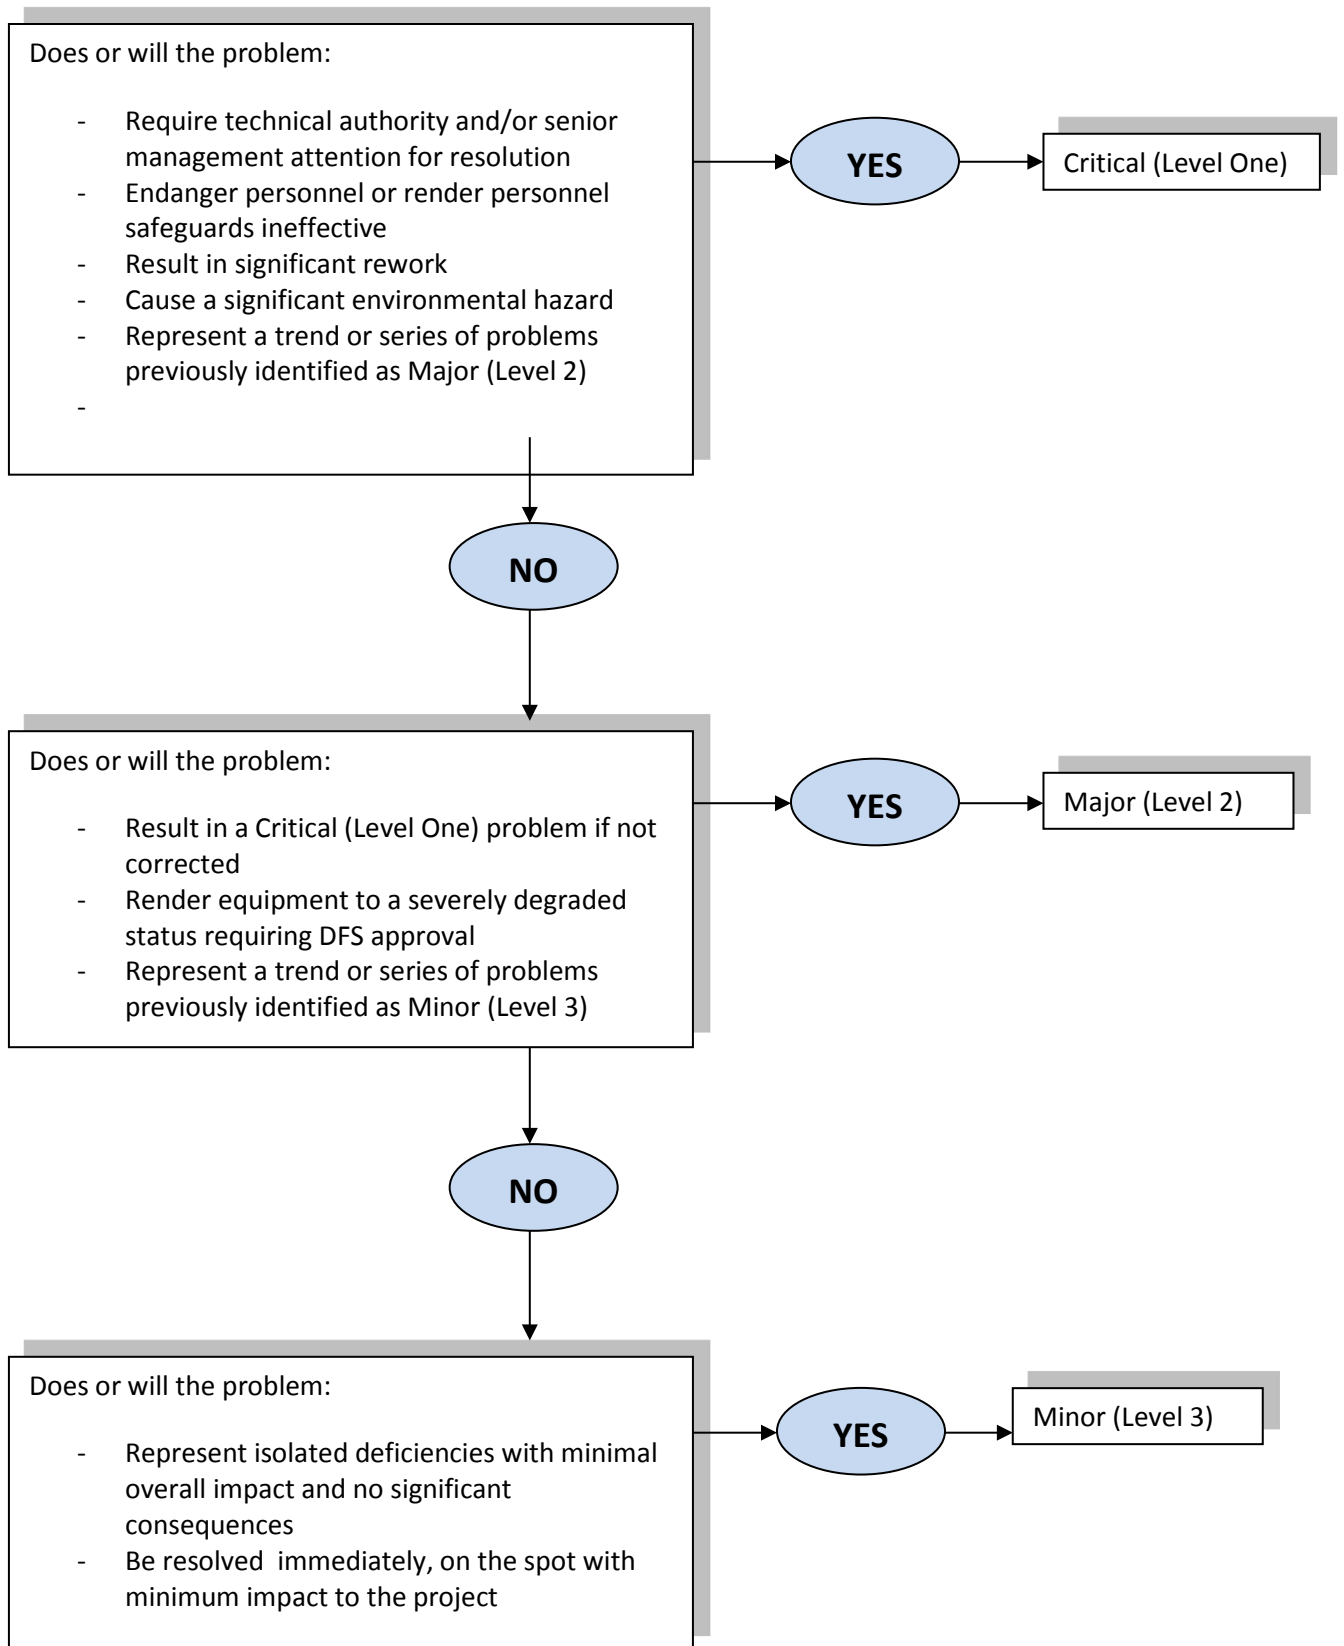 Does or will the problem:
- Require technical authority and/or senior
management attention for resolution
- Endanger personnel or render personnel
safeguards ineffective
- Result in significant rework
- Cause a significant environmental hazard
- Represent a trend or series of problems
previously identified as Major (Level 2)
-
YES
Critical (Level One)
NO
Does or will the problem:
- Result in a Critical (Level One) problem if not
corrected
- Render equipment to a severely degraded
status requiring DFS approval
- Represent a trend or series of problems
previously identified as Minor (Level 3)
YES
Major (Level 2)
NO
Does or will the problem:
- Represent isolated deficiencies with minimal
overall impact and no significant
consequences
- Be resolved  immediately, on the spot with
minimum impact to the project
YES
Minor (Level 3)